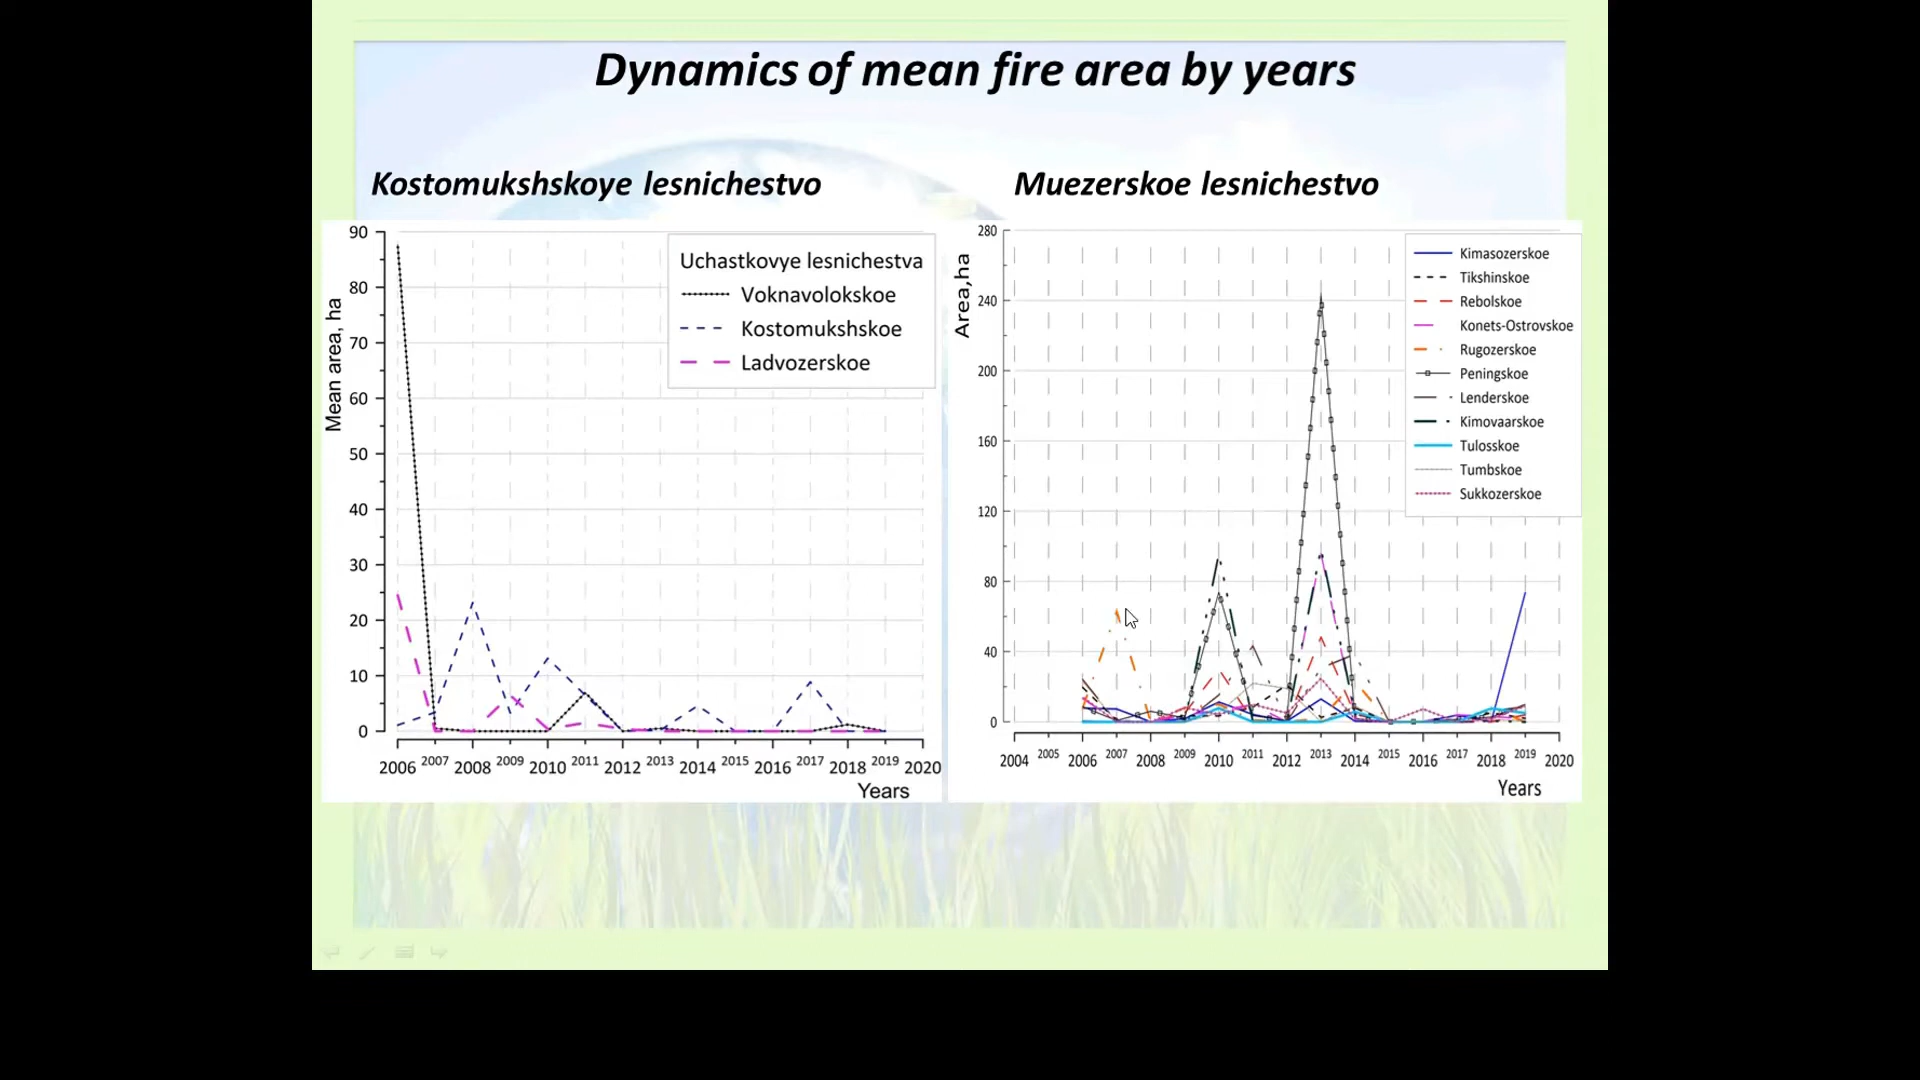 Dynamics of mean fire area by years
Kostomukshskoye lesnichestvo
Muezerskoe lesnichestvo
Mean area, ha
90
80
70
60
50
40
30
20
10
0
Uchastkovye lesnichestva
Voknavolokskoe
Kostomukshskoe
Ladvozerskoe
2006 2007 2008 2009 2010 2011 2012 2013 2014 2015 2016 2017 2018 2019 2020
Years
Area,ha
280
240
200
160
120
80
40
0
Kimasozerskoe
Tikshinskoe
Rebolskoe
Konets-Ostrovskoe
Rugozerskoe
Peningskoe
Lenderskoe
Kimovaarskoe
Tulosskoe
Tumbskoe
Sukkozerskoe
2004 2005 2006 2007 2008 2009 2010 2011 2012 2013 2014 2015 2016 2017 2018 2019 2020
Years